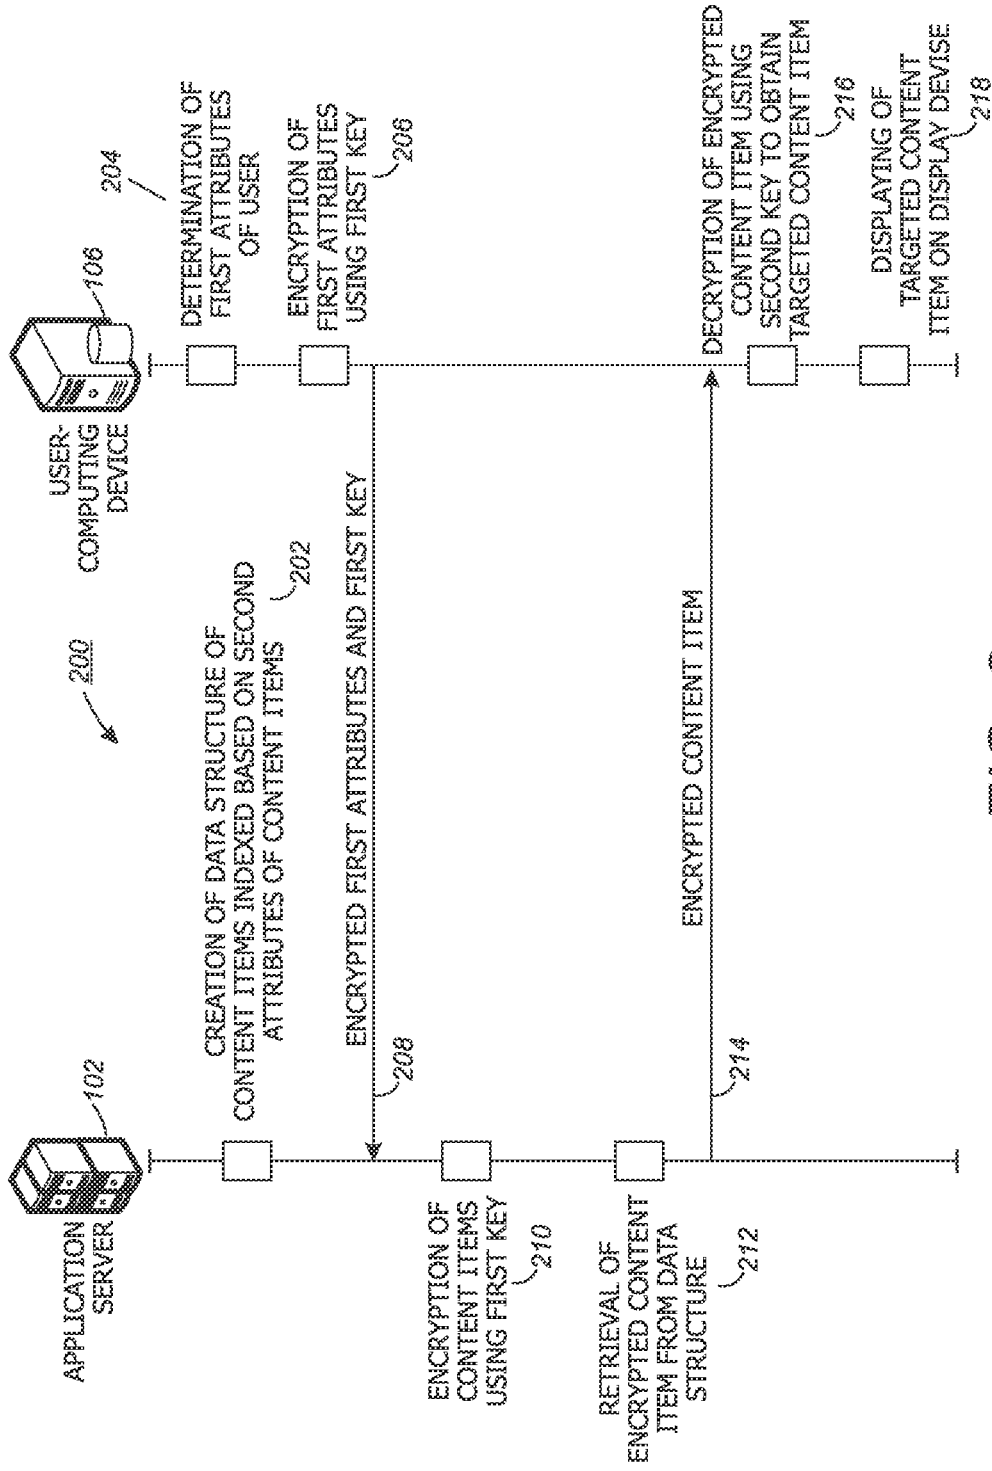 200
APPLICATION
SERVER
102
USER-
COMPUTING
DEVICE
106
CREATION OF DATA STRUCTURE OF
CONTENT ITEMS INDEXED BASED ON SECOND
ATTRIBUTES OF CONTENT ITEMS
202
204
DETERMINATION OF
FIRST ATTRIBUTES
OF USER
ENCRYPTION OF
FIRST ATTRIBUTES
USING FIRST KEY
206
ENCRYPTED FIRST ATTRIBUTES AND FIRST KEY
208
ENCRYPTION OF
CONTENT ITEMS
USING FIRST KEY
210
RETRIEVAL OF
ENCRYPTED CONTENT
ITEM FROM DATA
STRUCTURE
212
ENCRYPTED CONTENT ITEM
214
DECRYPTION OF ENCRYPTED
CONTENT ITEM USING
SECOND KEY TO OBTAIN
TARGETED CONTENT ITEM
216
DISPLAYING OF
TARGETED CONTENT
ITEM ON DISPLAY DEVISE
218